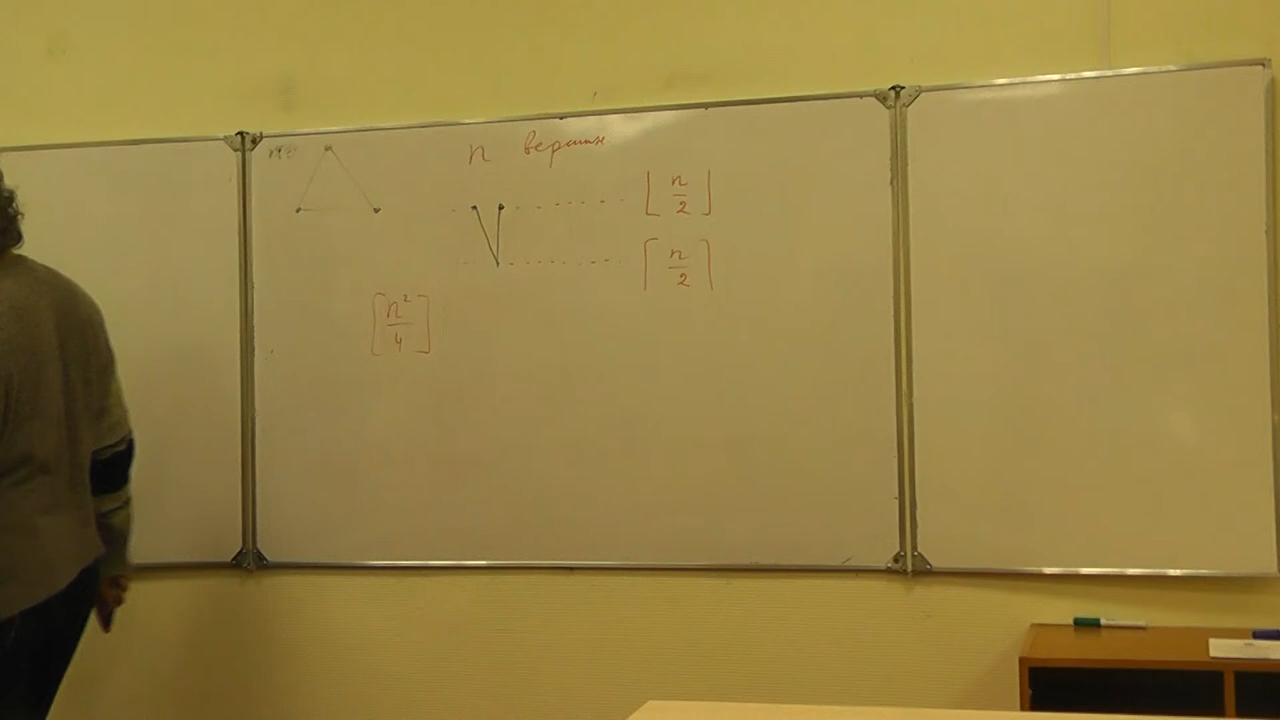 n вершин
⌊n/2⌋
⌈n/2⌉
[n²/4]